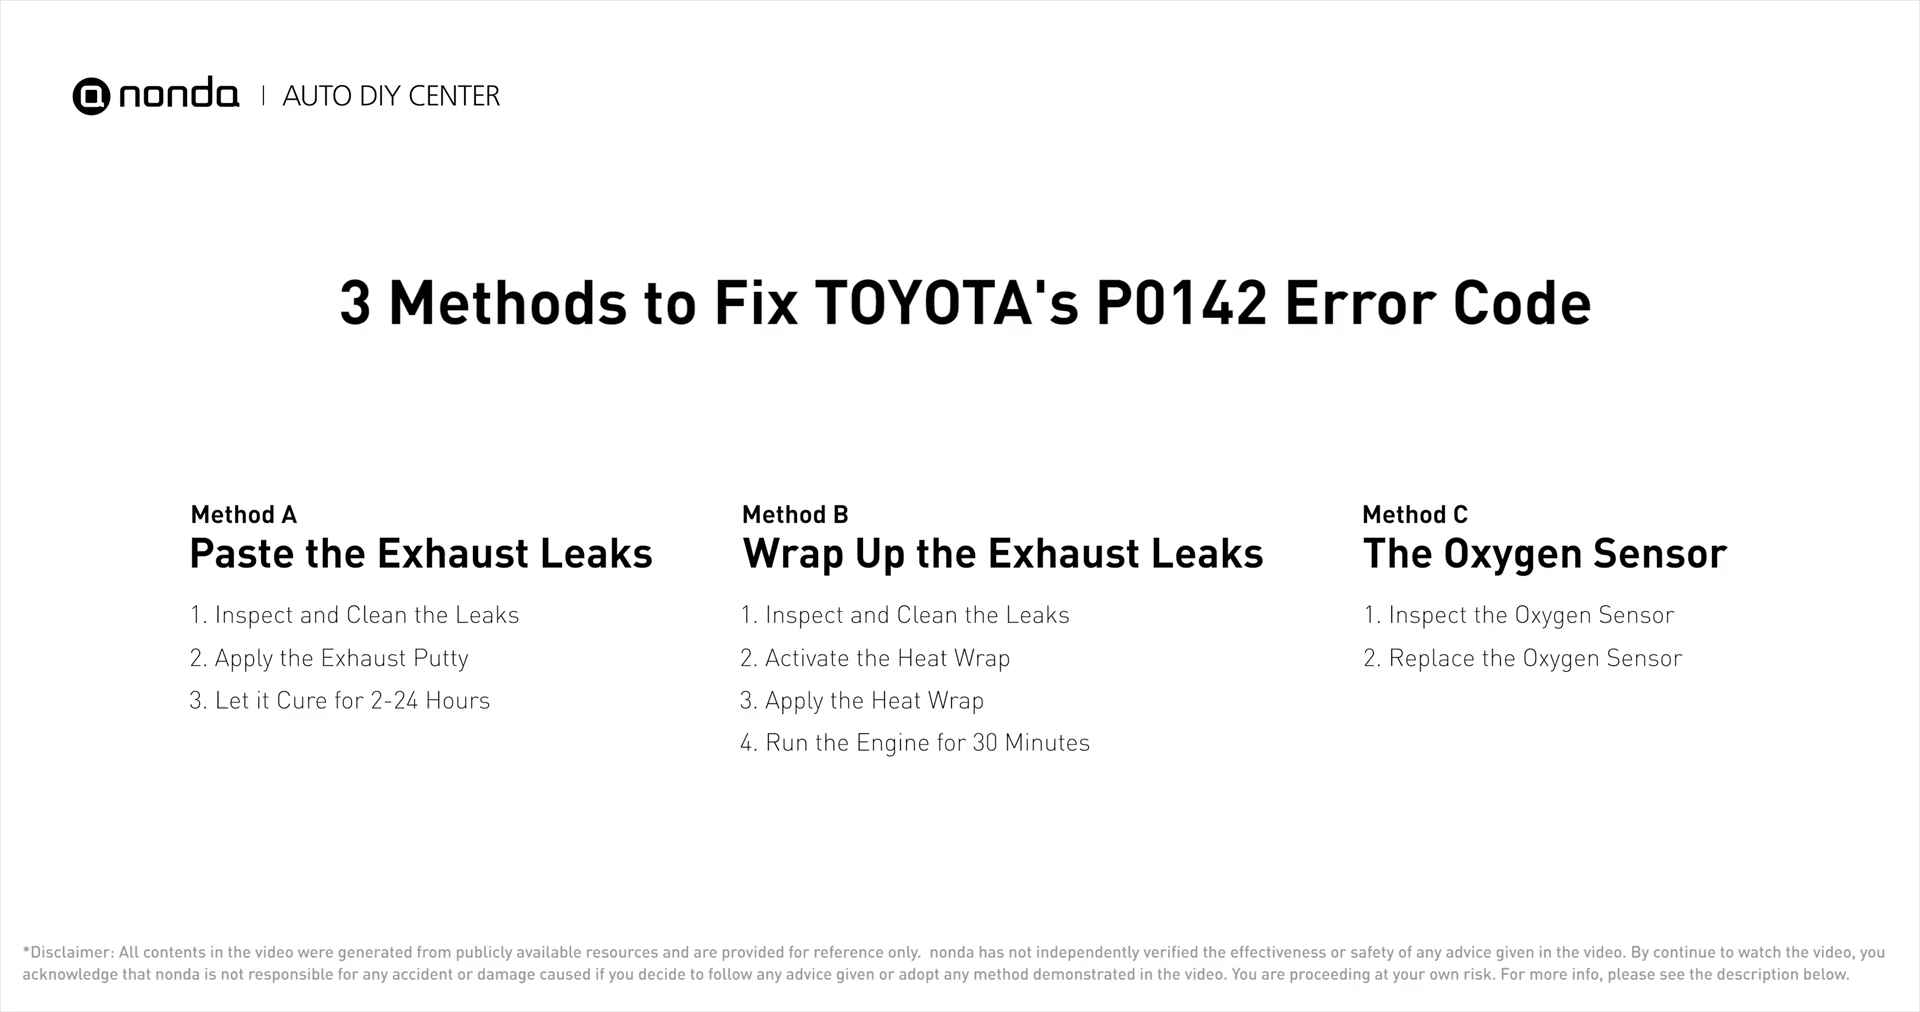 nonda | AUTO DIY CENTER
3 Methods to Fix TOYOTA's P0142 Error Code
Method A
Paste the Exhaust Leaks
1. Inspect and Clean the Leaks
2. Apply the Exhaust Putty
3. Let it Cure for 2-24 Hours
Method B
Wrap Up the Exhaust Leaks
1. Inspect and Clean the Leaks
2. Activate the Heat Wrap
3. Apply the Heat Wrap
4. Run the Engine for 30 Minutes
Method C
The Oxygen Sensor
1. Inspect the Oxygen Sensor
2. Replace the Oxygen Sensor
*Disclaimer: All contents in the video were generated from publicly available resources and are provided for reference only. nonda has not independently verified the effectiveness or safety of any advice given in the video. By continue to watch the video, you
acknowledge that nonda is not responsible for any accident or damage caused if you decide to follow any advice given or adopt any method demonstrated in the video. You are proceeding at your own risk. For more info, please see the description below.